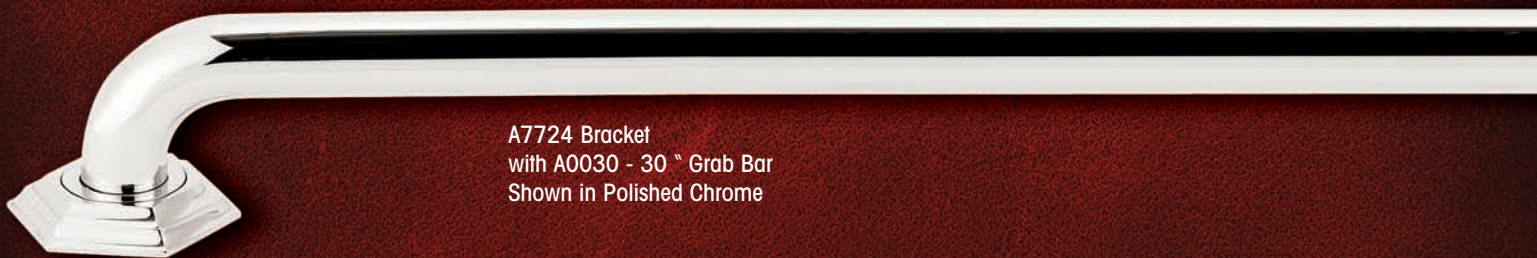 A7724 Bracket
with A0030 - 30 " Grab Bar
Shown in Polished Chrome